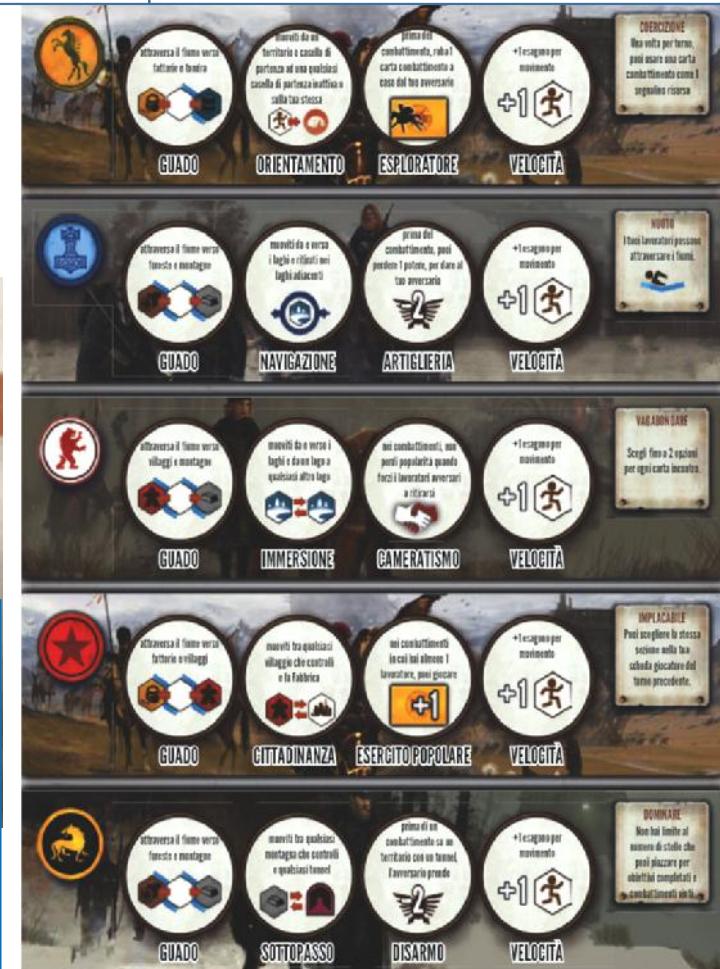 attraverso il fiume verso
fattorie e tundra
GUADO
muoviti da un
territorio e casella di
partenza ad una qualsiasi
casella di partenza inattiva o
sulla tua stessa
ORIENTAMENTO
prima del
combattimento, ruba 1
carta combattimento a
caso dal tuo avversario
ESPLORATORE
+1 esagono per
movimento
+1
VELOCITÀ
COERCIZIONE
Una volta per turno,
puoi usare una carta
combattimento come 1
segnalino risorsa
attraversa il fiume verso
foreste e montagne
GUADO
muoviti da e verso
i laghi e ritirati nei
laghi adiacenti
NAVIGAZIONE
prima del
combattimento, puoi
perdere 1 potere, per dare al
tuo avversario
2
ARTIGLIERIA
+1 esagono per
movimento
+1
VELOCITÀ
NUOTO
I tuoi lavoratori possono
attraversare i fiumi.
attraversa il fiume verso
villaggi e montagne
GUADO
muoviti da e verso i
laghi e da un lago a
qualsiasi altro lago
IMMERSIONE
nei combattimenti, non
perdi popolarità quando
forzi i lavoratori avversari
a ritirarsi
CAMERATISMO
+1 esagono per
movimento
+1
VELOCITÀ
VAGABONDARE
Scegli fino a 2 opzioni
per ogni carta incontro.
attraversa il fiume verso
fattorie e villaggi
GUADO
muoviti tra qualsiasi
villaggio che controlli
e la Fabbrica
CITTADINANZA
nei combattimenti
in cui hai almeno 1
lavoratore, puoi giocare
+1
ESERCITO POPOLARE
+1 esagono per
movimento
+1
VELOCITÀ
IMPLACABILE
Puoi scegliere la stessa
sezione nella tua
scheda giocatore del
turno precedente.
attraversa il fiume verso
foreste e montagne
GUADO
muoviti tra qualsiasi
montagna che controlli
e qualsiasi tunnel
SOTTOPASSO
prima di un
combattimento su un
territorio con un tunnel,
l'avversario perde
2
DISARMO
+1 esagono per
movimento
+1
VELOCITÀ
DOMINARE
Non hai limite al
numero di stelle che
puoi piazzare per
obiettivi completati e
combattimenti vinti.